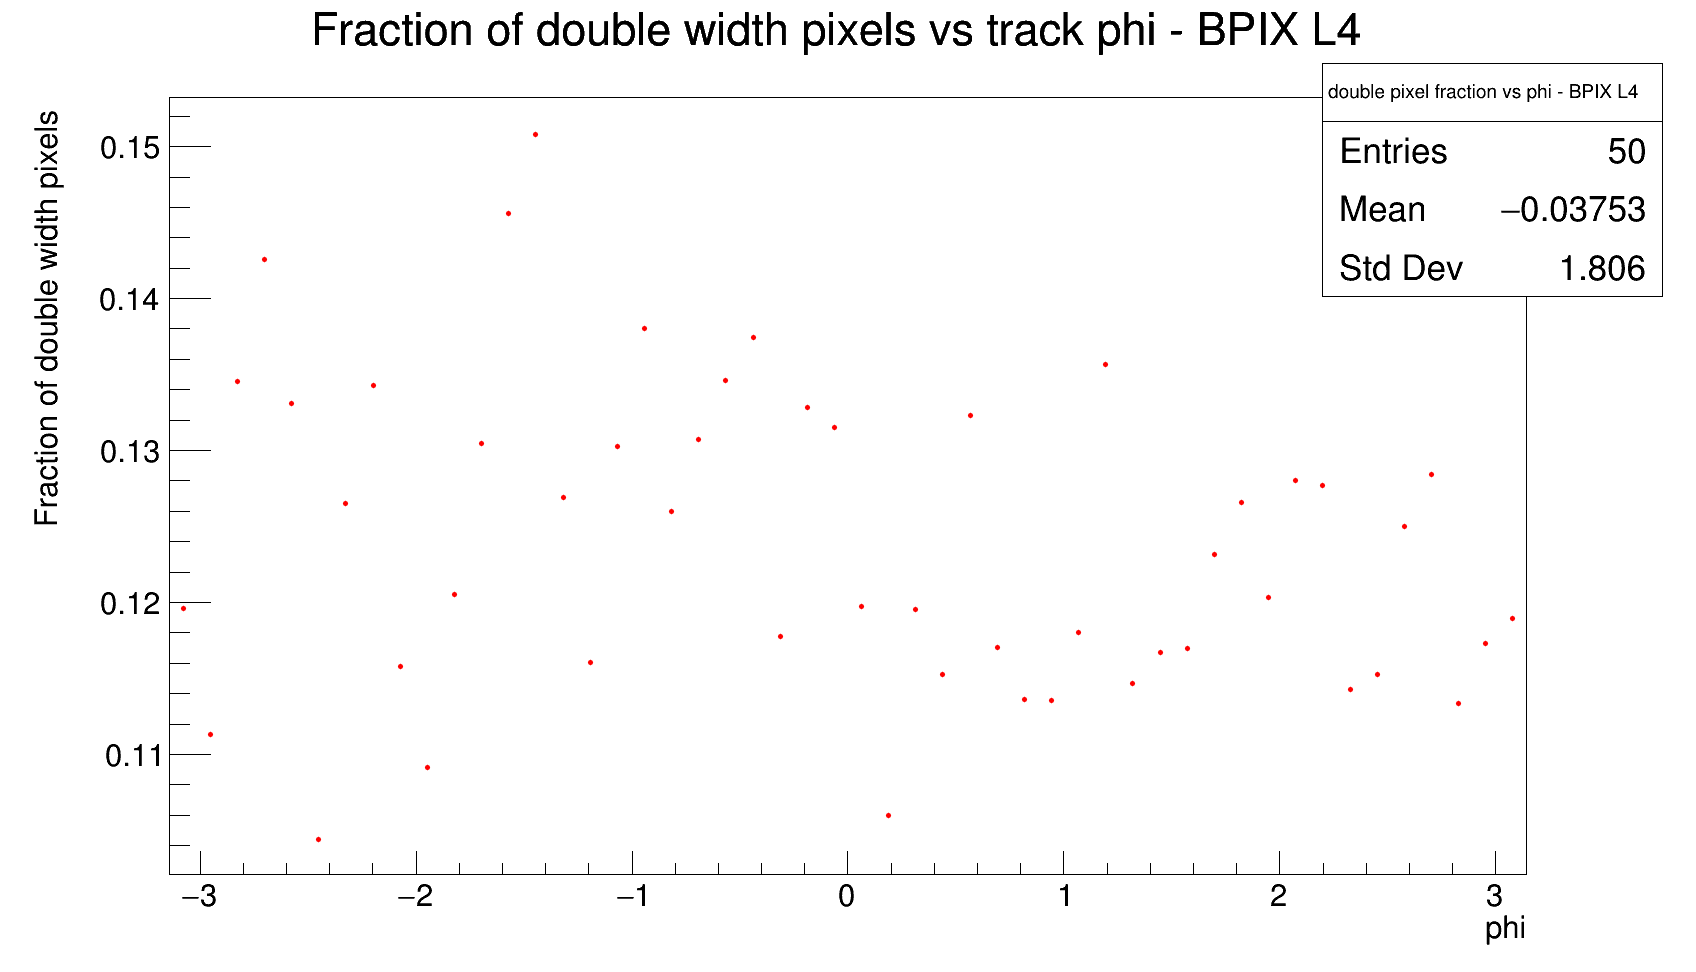 Fraction of double width pixels vs track phi - BPIX L4
double pixel fraction vs phi - BPIX L4
Entries 50
Mean −0.03753
Std Dev 1.806
Fraction of double width pixels
0.15
0.14
0.13
0.12
0.11
−3 −2 −1 0 1 2 3
phi